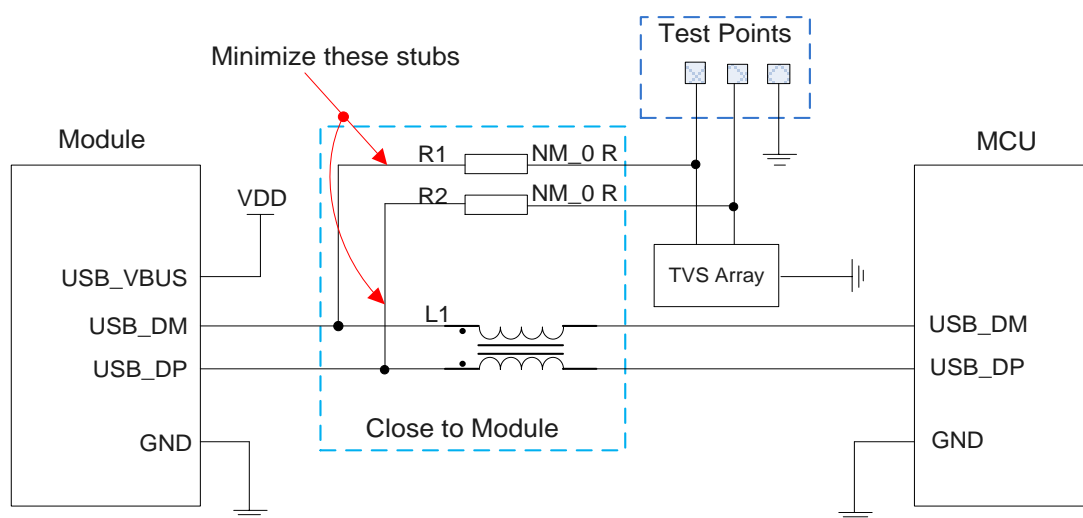 Test Points
Minimize these stubs
Module
MCU
R1
NM_0 R
R2
NM_0 R
VDD
USB_VBUS
TVS Array
USB_DM
L1
USB_DM
USB_DP
USB_DP
Close to Module
GND
GND